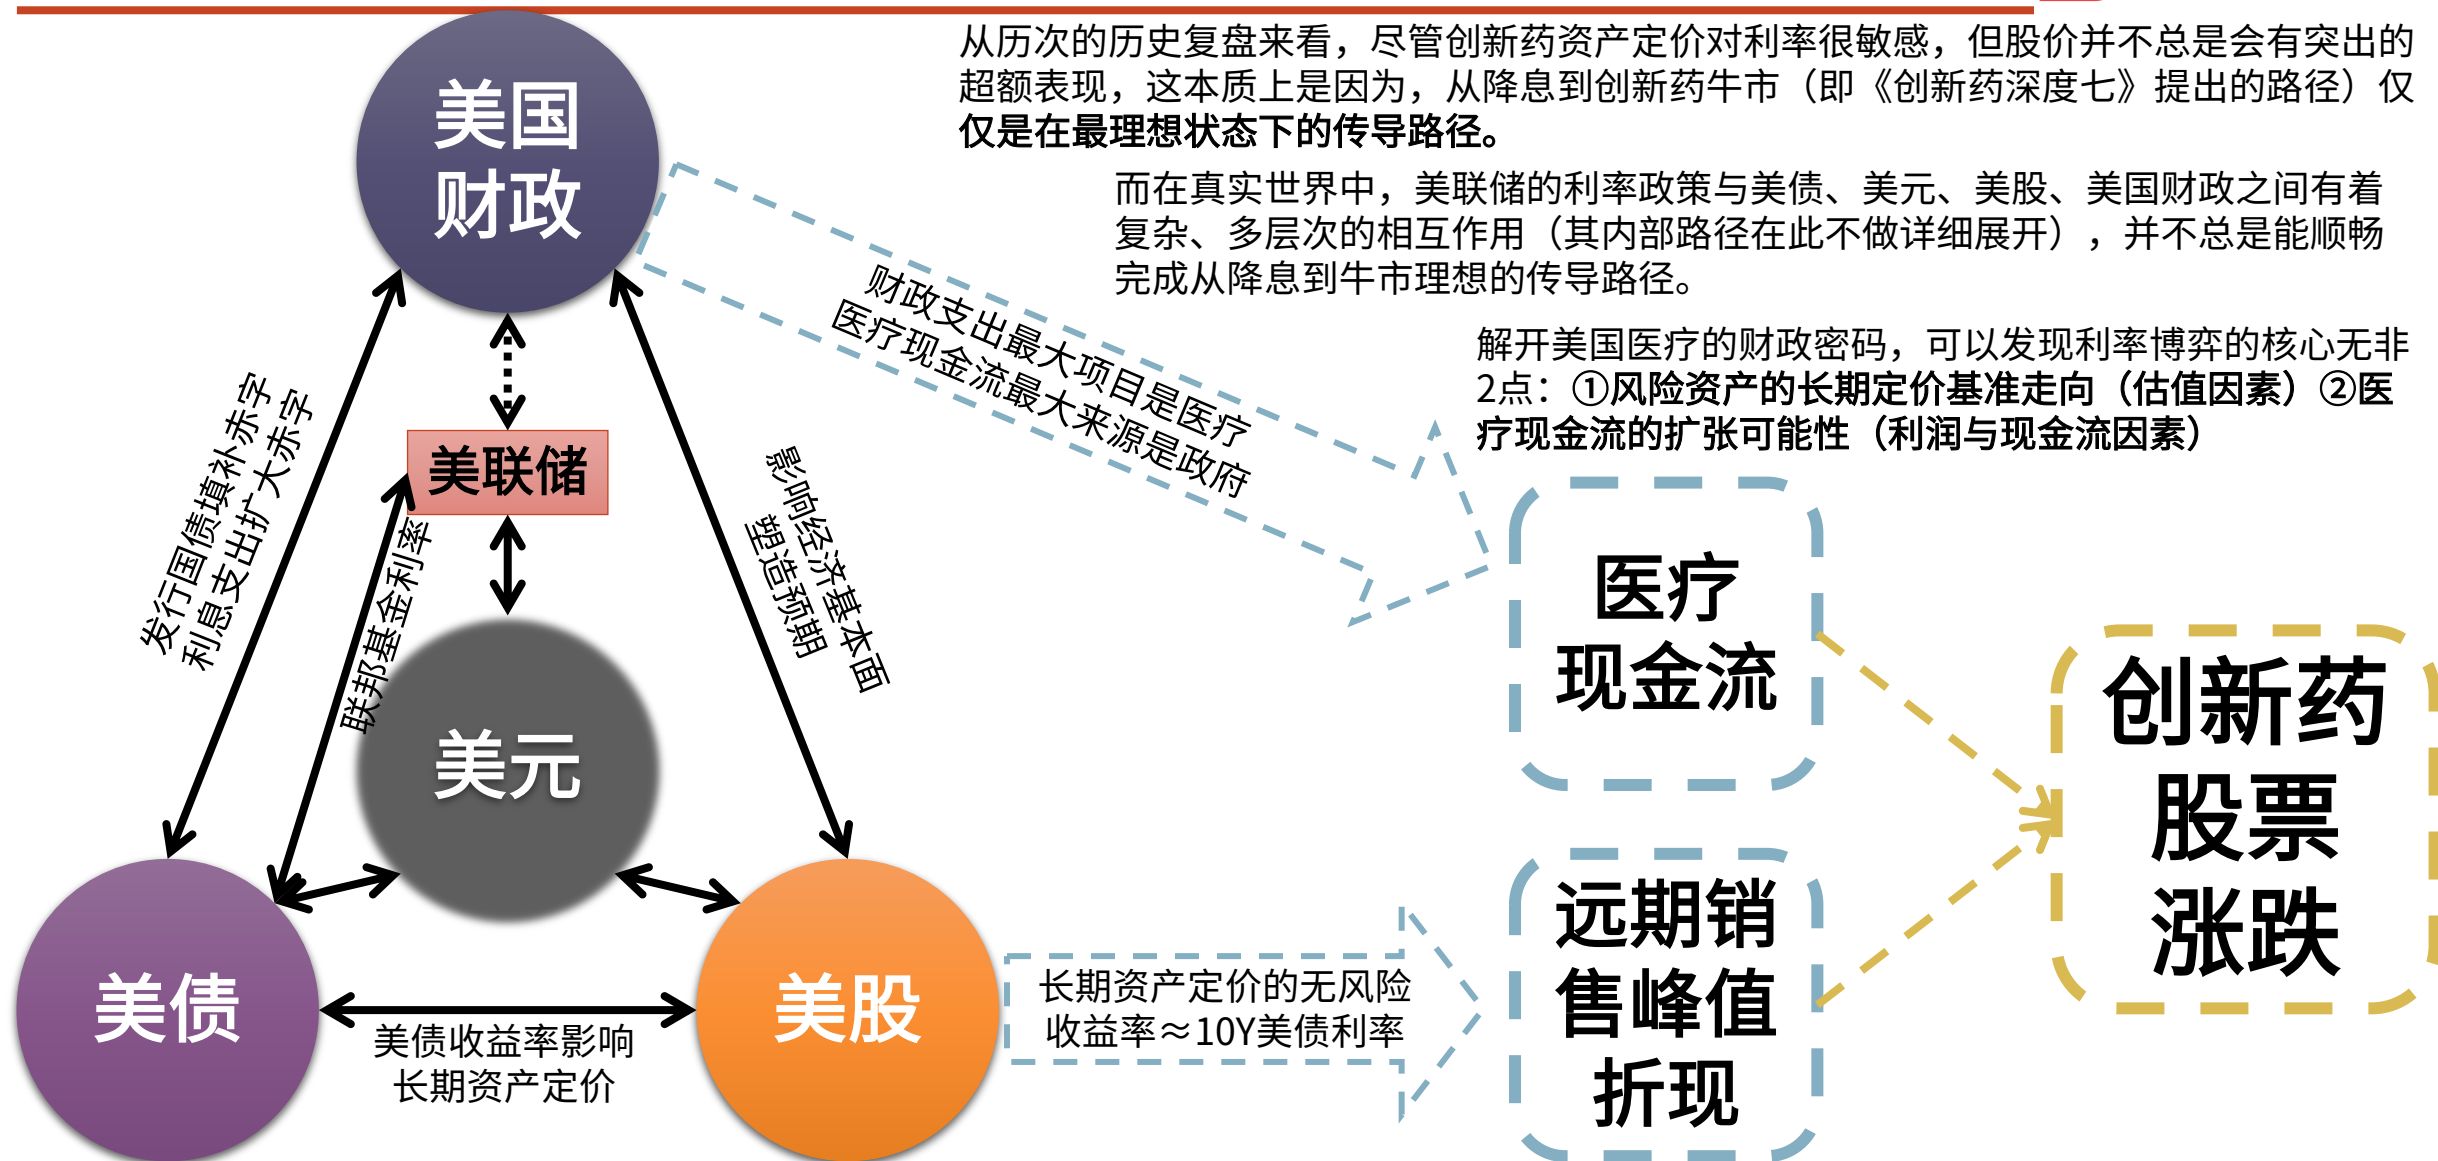 从历次的历史复盘来看，尽管创新药资产定价对利率很敏感，但股价并不总是会有突出的
超额表现，这本质上是因为，从降息到创新药牛市（即《创新药深度七》提出的路径）仅
仅是在最理想状态下的传导路径。
而在真实世界中，美联储的利率政策与美债、美元、美股、美国财政之间有着
复杂、多层次的相互作用（其内部路径在此不做详细展开），并不总是能顺畅
完成从降息到牛市理想的传导路径。
解开美国医疗的财政密码，可以发现利率博弈的核心无非
2点：①风险资产的长期定价基准走向（估值因素）②医
疗现金流的扩张可能性（利润与现金流因素）
美国
财政
财政支出最大项目是医疗
医疗现金流最大来源是政府
发行国债填补赤字
利息支出扩大赤字
美联储
联邦基金利率
影响经济基本面
塑造预期
美元
美债
美股
美债收益率影响
长期资产定价
长期资产定价的无风险
收益率≈10Y美债利率
医疗
现金流
远期销
售峰值
折现
创新药
股票
涨跌